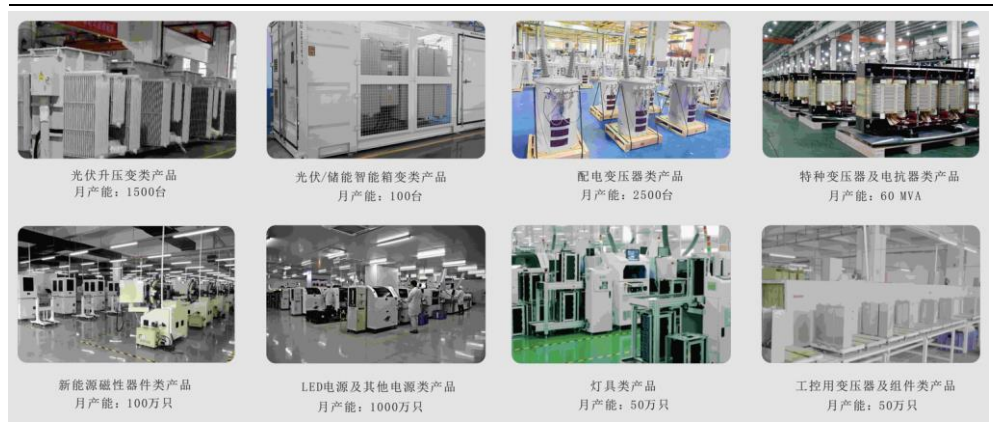 光伏升压变类产品
月产能：1500台
光伏/储能智能箱变类产品
月产能：100台
配电变压器类产品
月产能：2500台
特种变压器及电抗器类产品
月产能：60 MVA
新能源磁性器件类产品
月产能：100万只
LED电源及其他电源类产品
月产能：1000万只
灯具类产品
月产能：50万只
工控用变压器及组件类产品
月产能：50万只